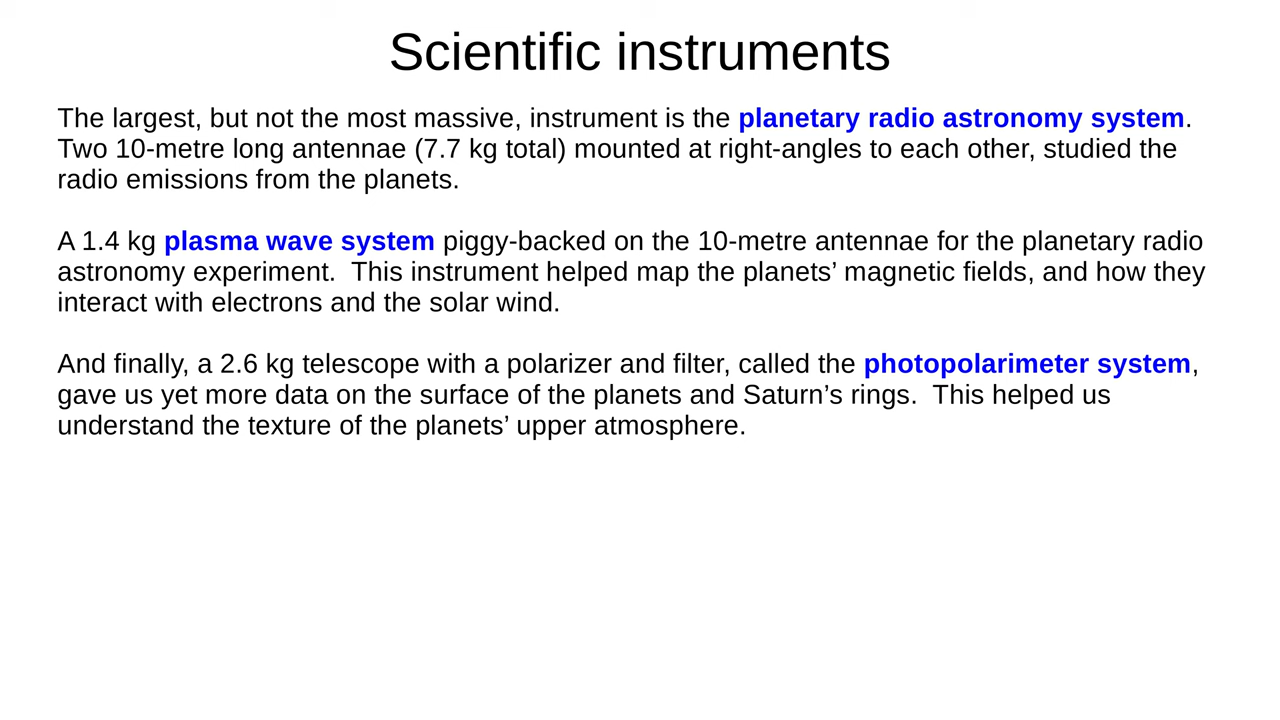 Scientific instruments
The largest, but not the most massive, instrument is the planetary radio astronomy system.
Two 10-metre long antennae (7.7 kg total) mounted at right-angles to each other, studied the
radio emissions from the planets.
A 1.4 kg plasma wave system piggy-backed on the 10-metre antennae for the planetary radio
astronomy experiment.  This instrument helped map the planets’ magnetic fields, and how they
interact with electrons and the solar wind.
And finally, a 2.6 kg telescope with a polarizer and filter, called the photopolarimeter system,
gave us yet more data on the surface of the planets and Saturn’s rings.  This helped us
understand the texture of the planets’ upper atmosphere.